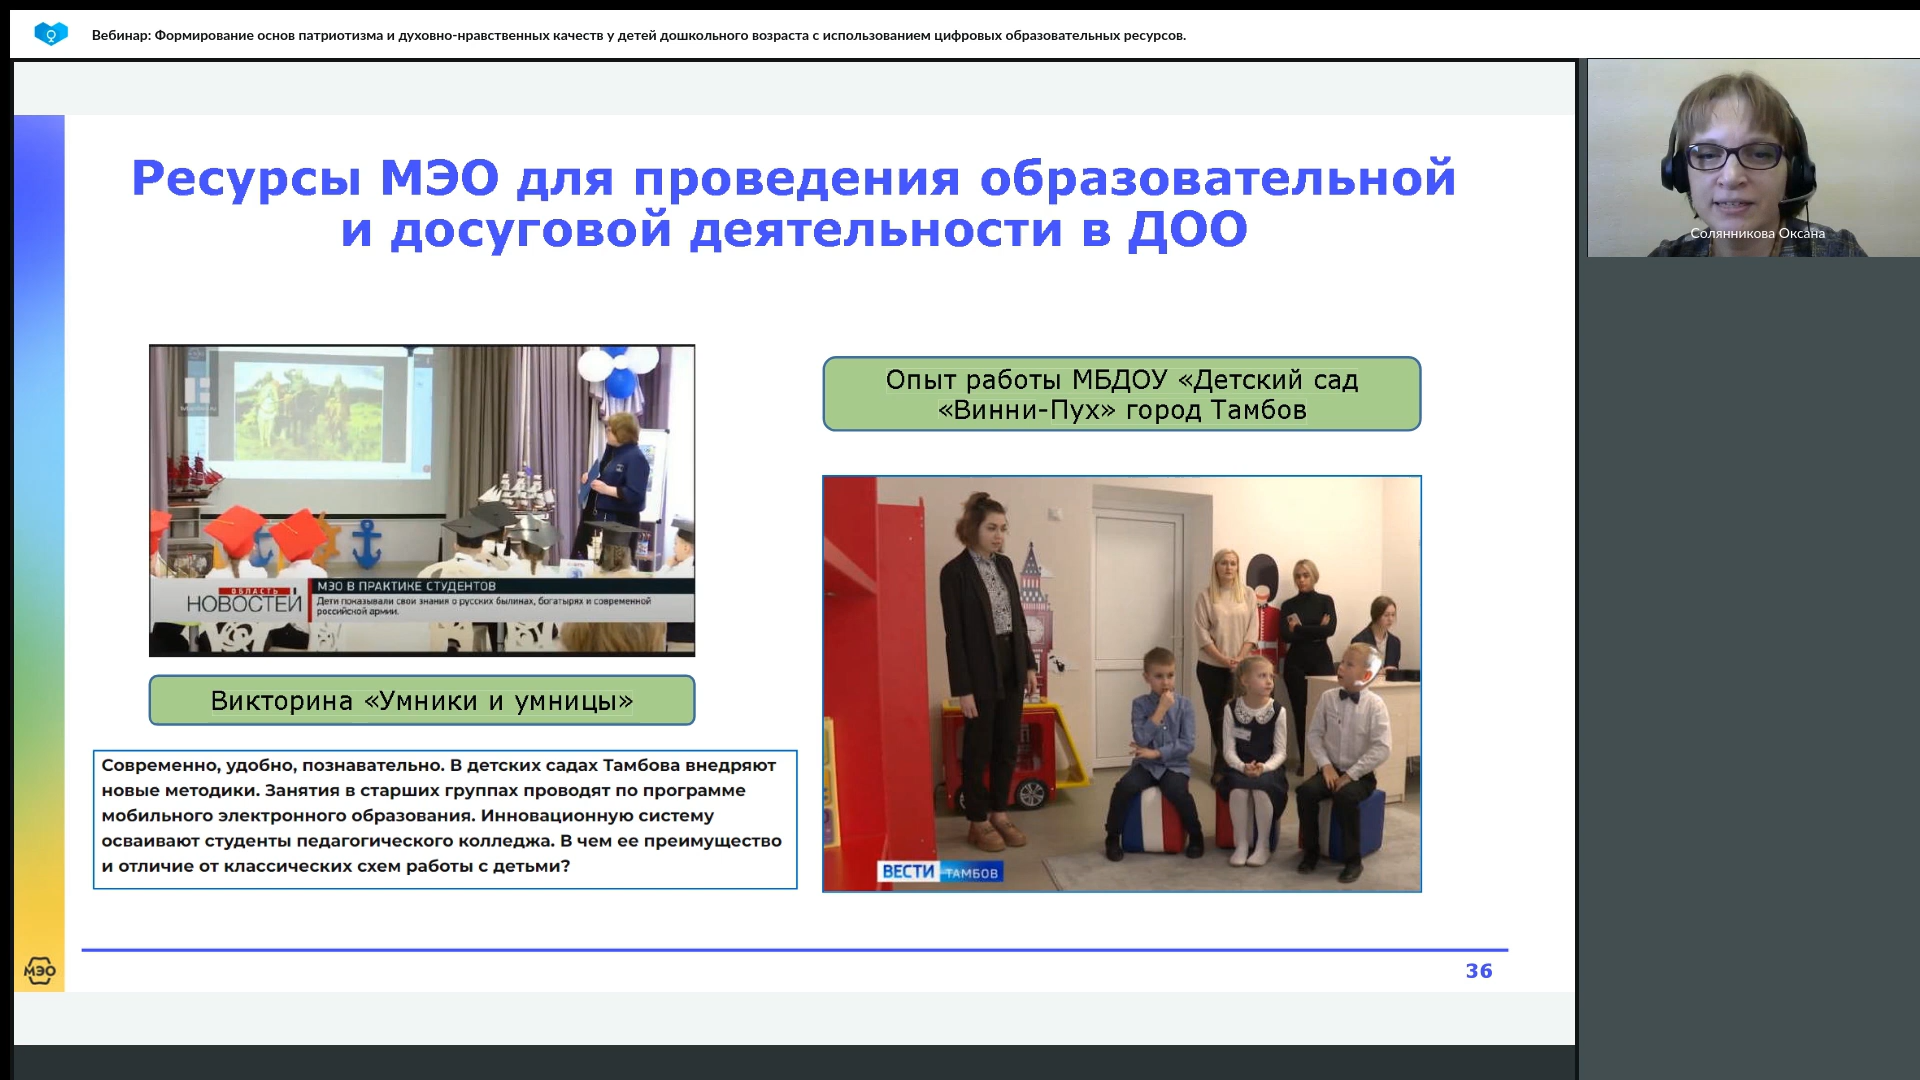 Вебинар: Формирование основ патриотизма и духовно-нравственных качеств у детей дошкольного возраста с использованием цифровых образовательных ресурсов.
Солянникова Оксана
Ресурсы МЭО для проведения образовательной
и досуговой деятельности в ДОО
ОБЛАСТЬ
НОВОСТЕЙ
МЭО В ПРАКТИКЕ СТУДЕНТОВ
Дети показывали свои знания о русских былинах, богатырях и современной
российской армии.
Викторина «Умники и умницы»
Современно, удобно, познавательно. В детских садах Тамбова внедряют
новые методики. Занятия в старших группах проводят по программе
мобильного электронного образования. Инновационную систему
осваивают студенты педагогического колледжа. В чем ее преимущество
и отличие от классических схем работы с детьми?
Опыт работы МБДОУ «Детский сад
«Винни-Пух» город Тамбов
ВЕСТИ ТАМБОВ
МЭО
36